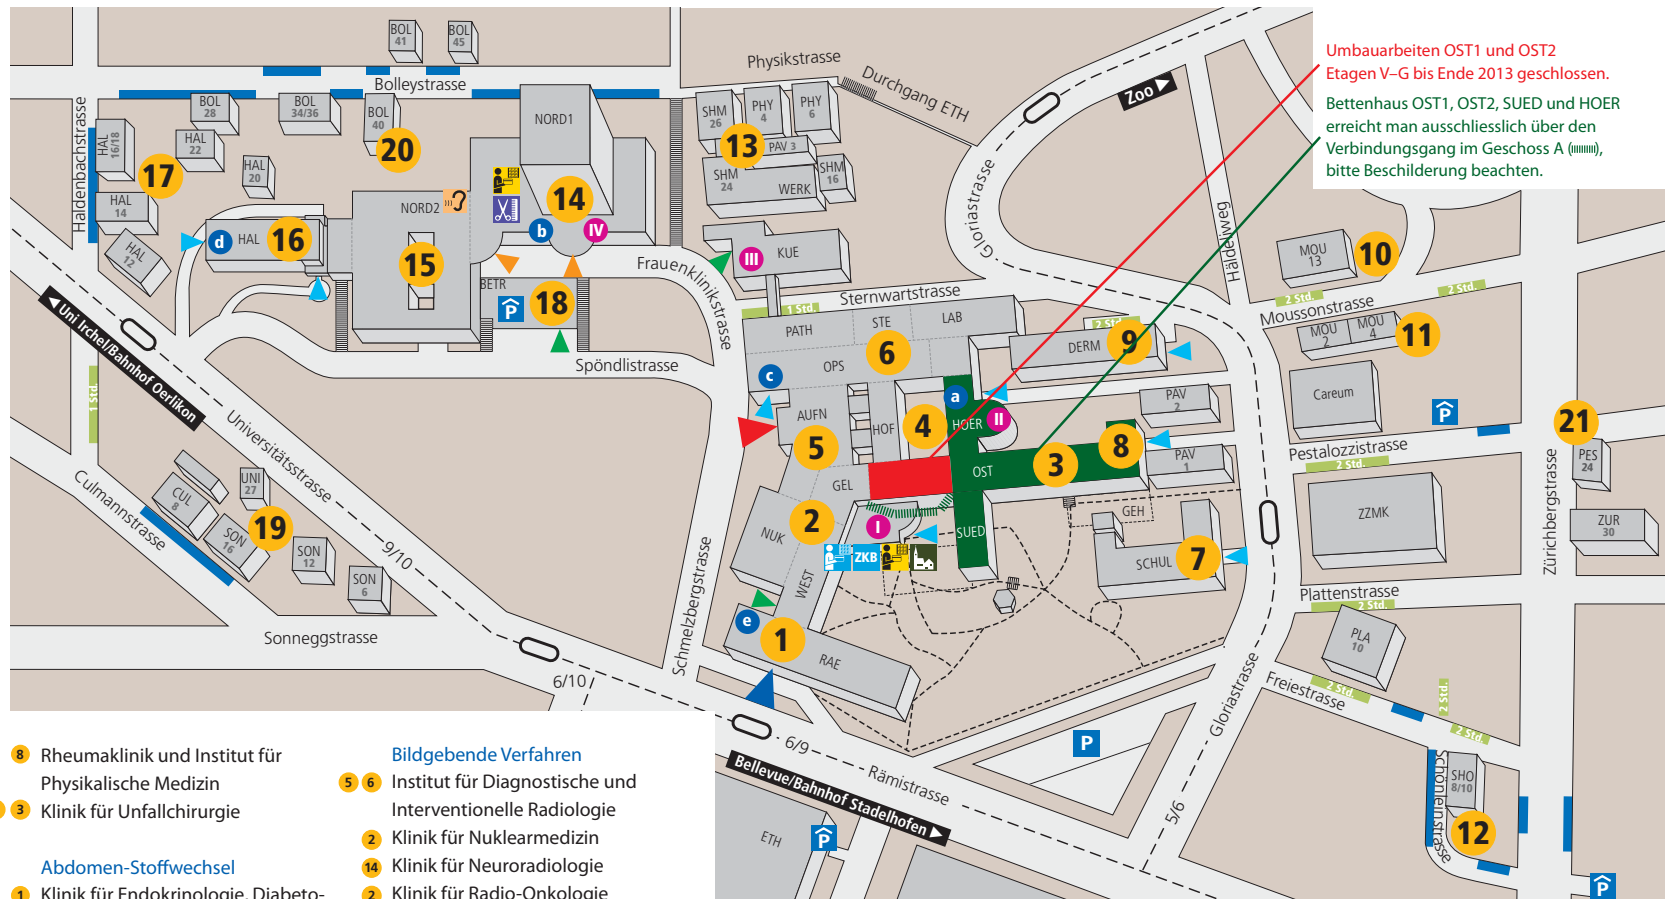 BOL
41
BOL
45
Bolleystrasse
Physikstrasse
Durchgang ETH
Zoo
Umbauarbeiten OST1 und OST2
Etagen V–G bis Ende 2013 geschlossen.
Bettenhaus OST1, OST2, SUED und HOER
erreicht man ausschliesslich über den
Verbindungsgang im Geschoss A (),
bitte Beschilderung beachten.
Haldenbachstrasse
HAL
16/18
BOL
28
BOL
34/36
BOL
40
20
HAL
22
HAL
20
17
HAL
14
HAL
12
d
HAL
16
NORD2
15
NORD1
14
b
IV
BETR
P
18
SHM
26
PHY
4
PHY
6
13
PAV 3
SHM
24
WERK
SHM
16
III
KUE
Frauenklinikstrasse
Gloriastrasse
Häldeliweg
Sternwartstrasse
1 Std.
2 Std.
MOU
13
10
2 Std.
2 Std.
Moussonstrasse
MOU
2
MOU
4
11
Uni Irchel/Bahnhof Oerlikon
1 Std.
Universitätsstrasse
9/10
Spöndlistrasse
PATH
STE
LAB
6
OPS
c
DERM
9
a
HOER
II
AUFN
5
HOF
4
GEL
OST
3
8
PAV
2
PAV
1
Careum
P
Pestalozzistrasse
2 Std.
21
PES
24
Zürichbergstrasse
ZUR
30
ZZMK
Culmannstrasse
CUL
8
UNI
27
SON
16
19
SON
12
SON
6
Sonneggstrasse
Schmelzbergstrasse
NUK
2
I
ZKB
WEST
SUED
GEH
SCHUL
7
e
1
RAE
6/10
6/9
Rämistrasse
Bellevue/Bahnhof Stadelhofen
P
5/6
Gloriastrasse
Plattenstrasse
2 Std.
PLA
10
Freiestrasse
2 Std.
2 Std.
2 Std.
SHO
8/10
Schönleinstrasse
12
P
ETH
P
8 Rheumaklinik und Institut für
Physikalische Medizin
3 Klinik für Unfallchirurgie
Abdomen-Stoffwechsel
1 Klinik für Endokrinologie, Diabeto-
Bildgebende Verfahren
5 6 Institut für Diagnostische und
Interventionelle Radiologie
2 Klinik für Nuklearmedizin
14 Klinik für Neuroradiologie
2 Klinik für Radio-Onkologie